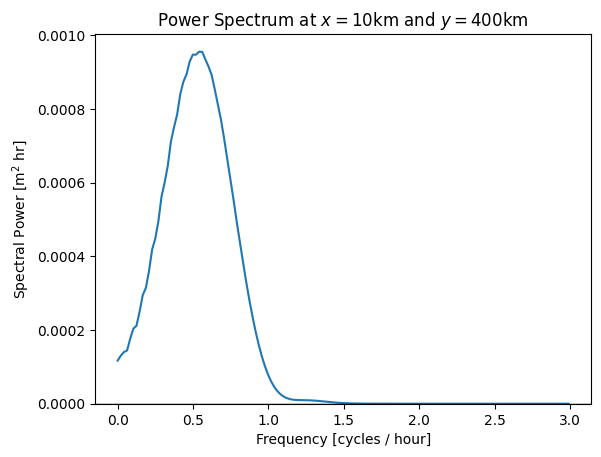 Power Spectrum at x = 10km and y = 400km
Spectral Power [m² hr]
0.0010
0.0008
0.0006
0.0004
0.0002
0.0000
0.0 0.5 1.0 1.5 2.0 2.5 3.0
Frequency [cycles / hour]